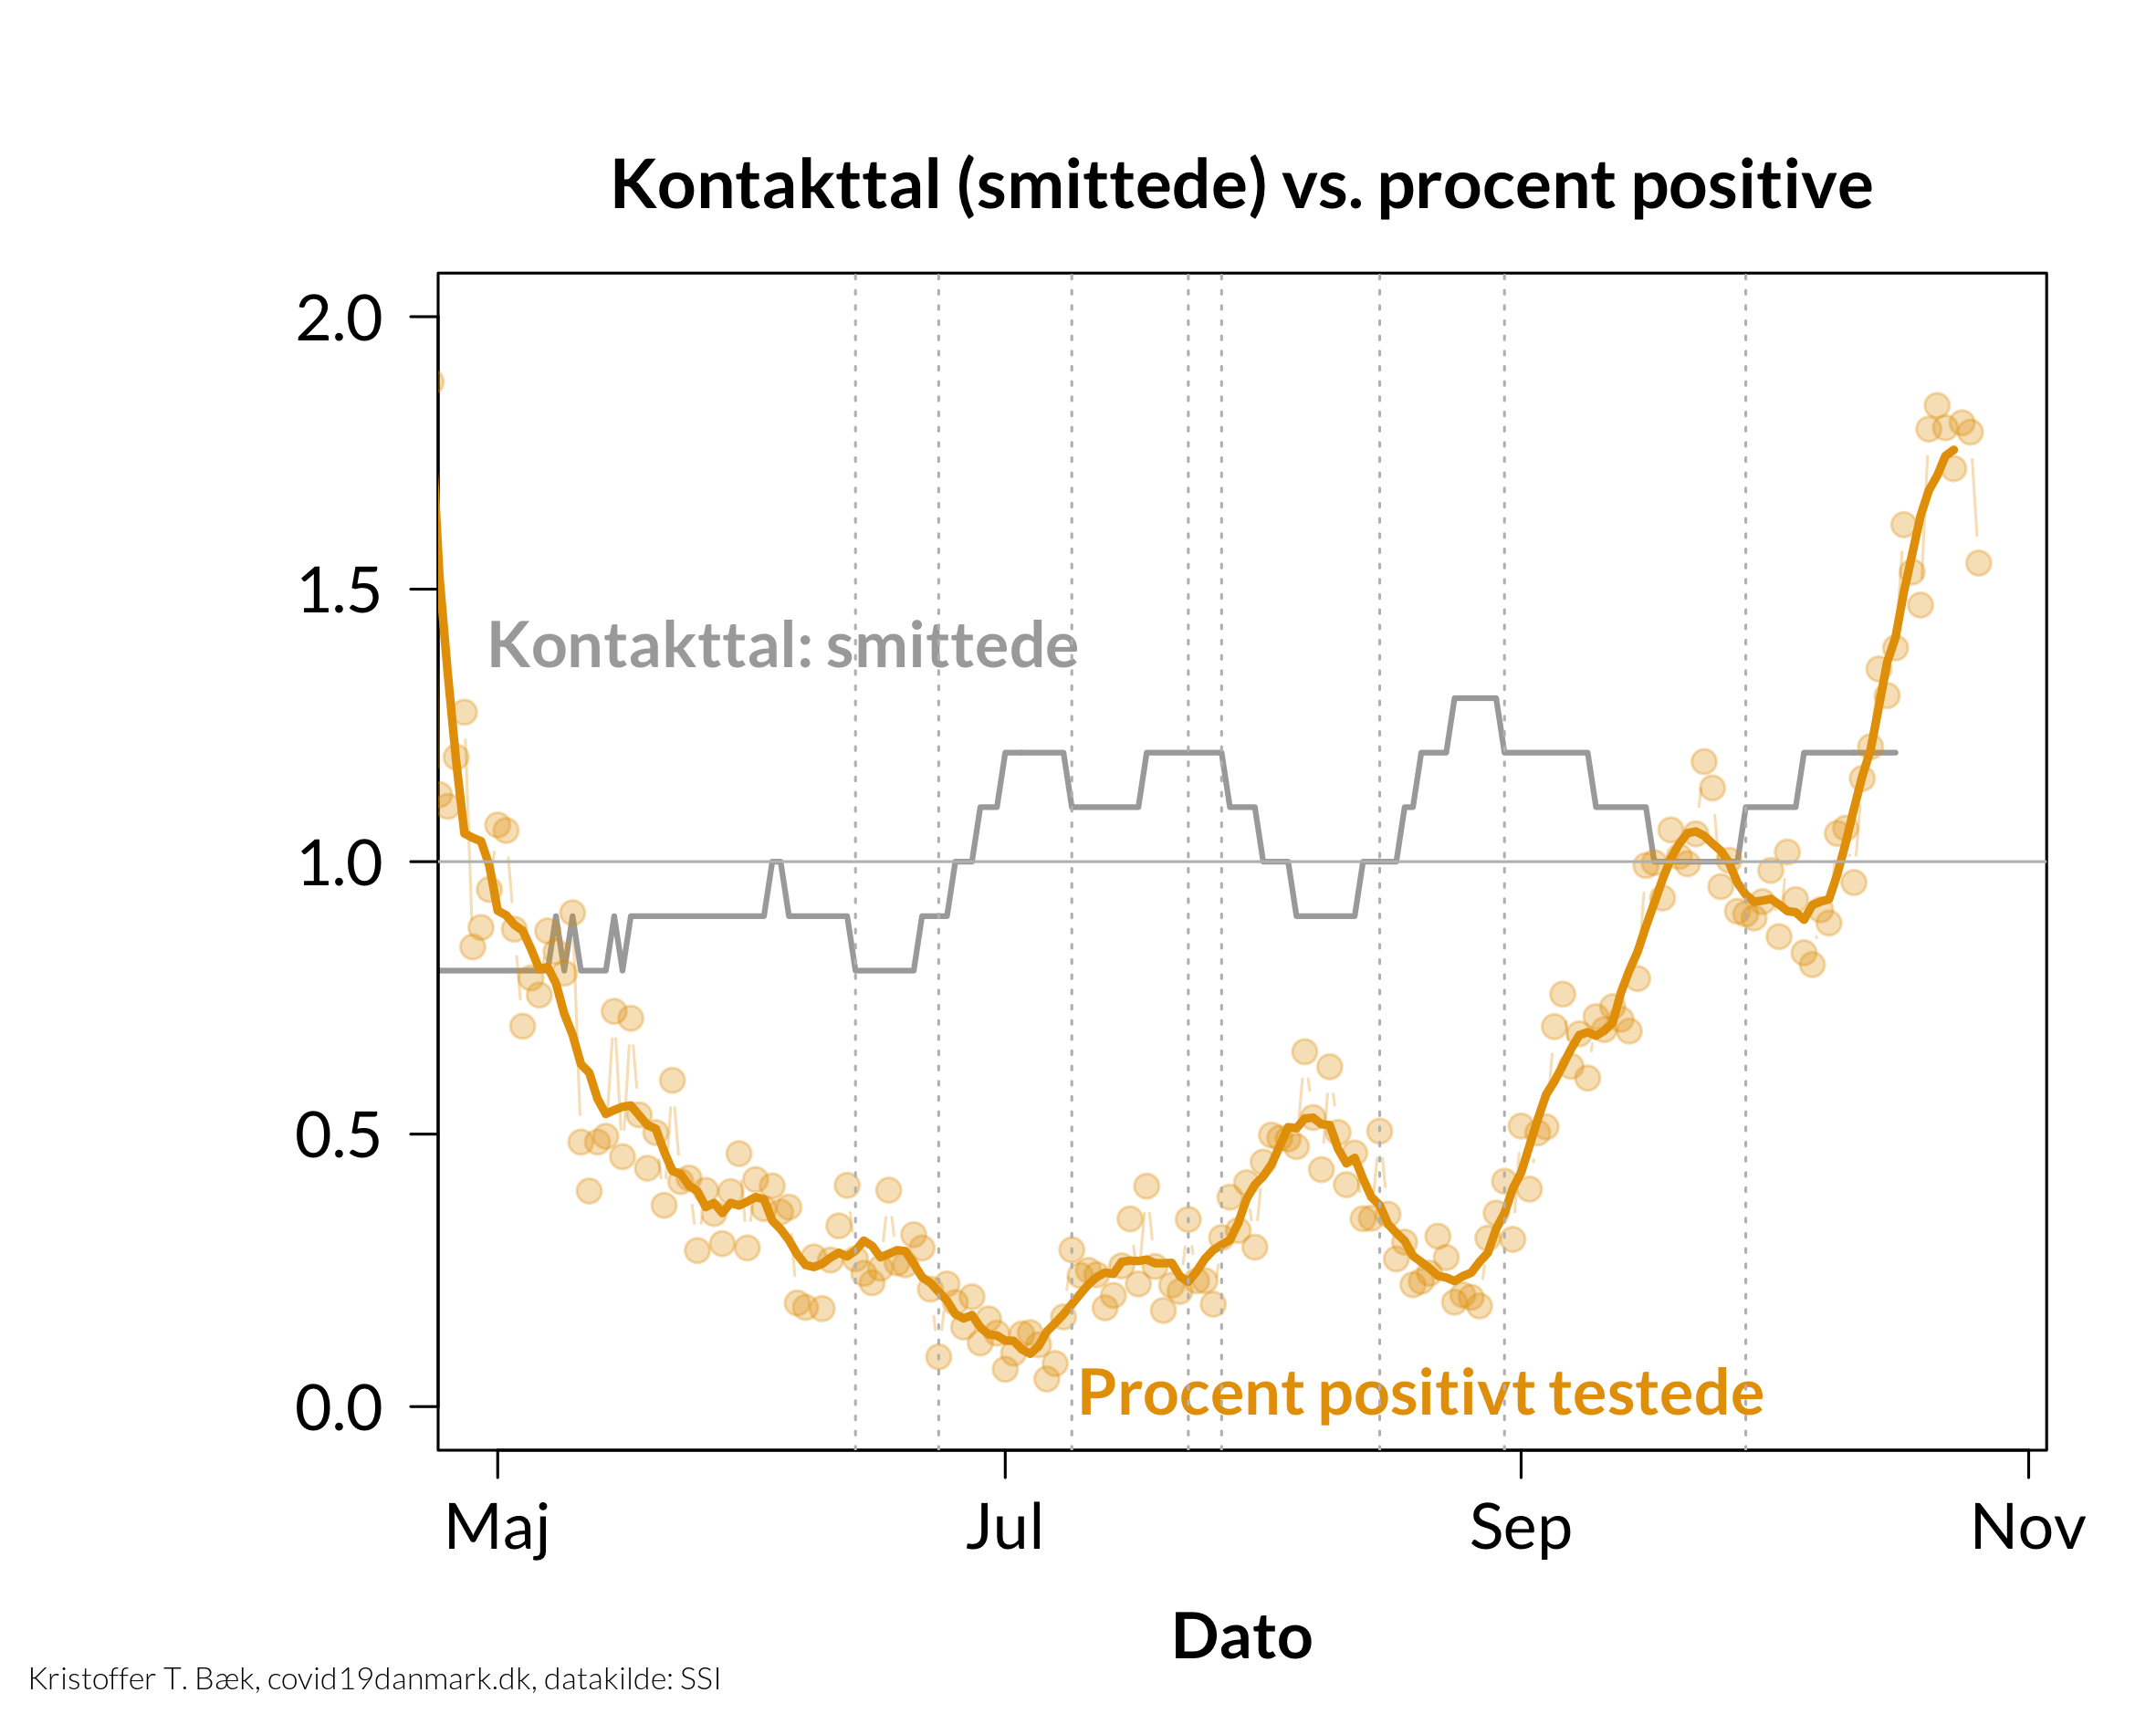 Kontakttal (smittede) vs. procent positive
2.0
1.5
1.0
0.5
0.0
Kontakttal: smittede
Procent positivt testede
Maj
Jul
Sep
Nov
Dato
Kristoffer T. Bæk, covid19danmark.dk, datakilde: SSI